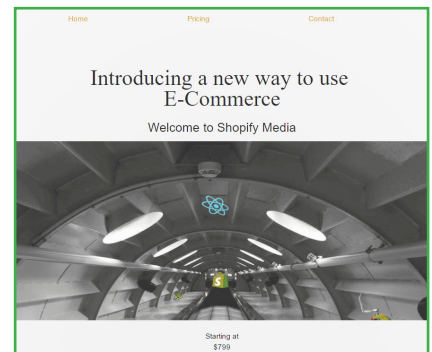 Home Pricing Contact
Introducing a new way to use
E-Commerce
Welcome to Shopify Media
Starting at
$799